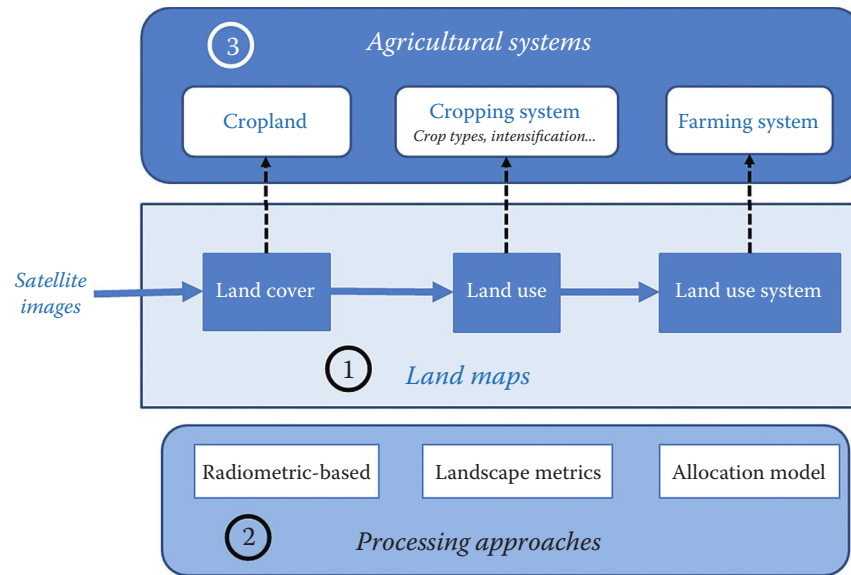 3
Agricultural systems
Cropland
Cropping system
Crop types, intensification...
Farming system
Satellite
images
Land cover
Land use
Land use system
1
Land maps
Radiometric-based
Landscape metrics
Allocation model
2
Processing approaches